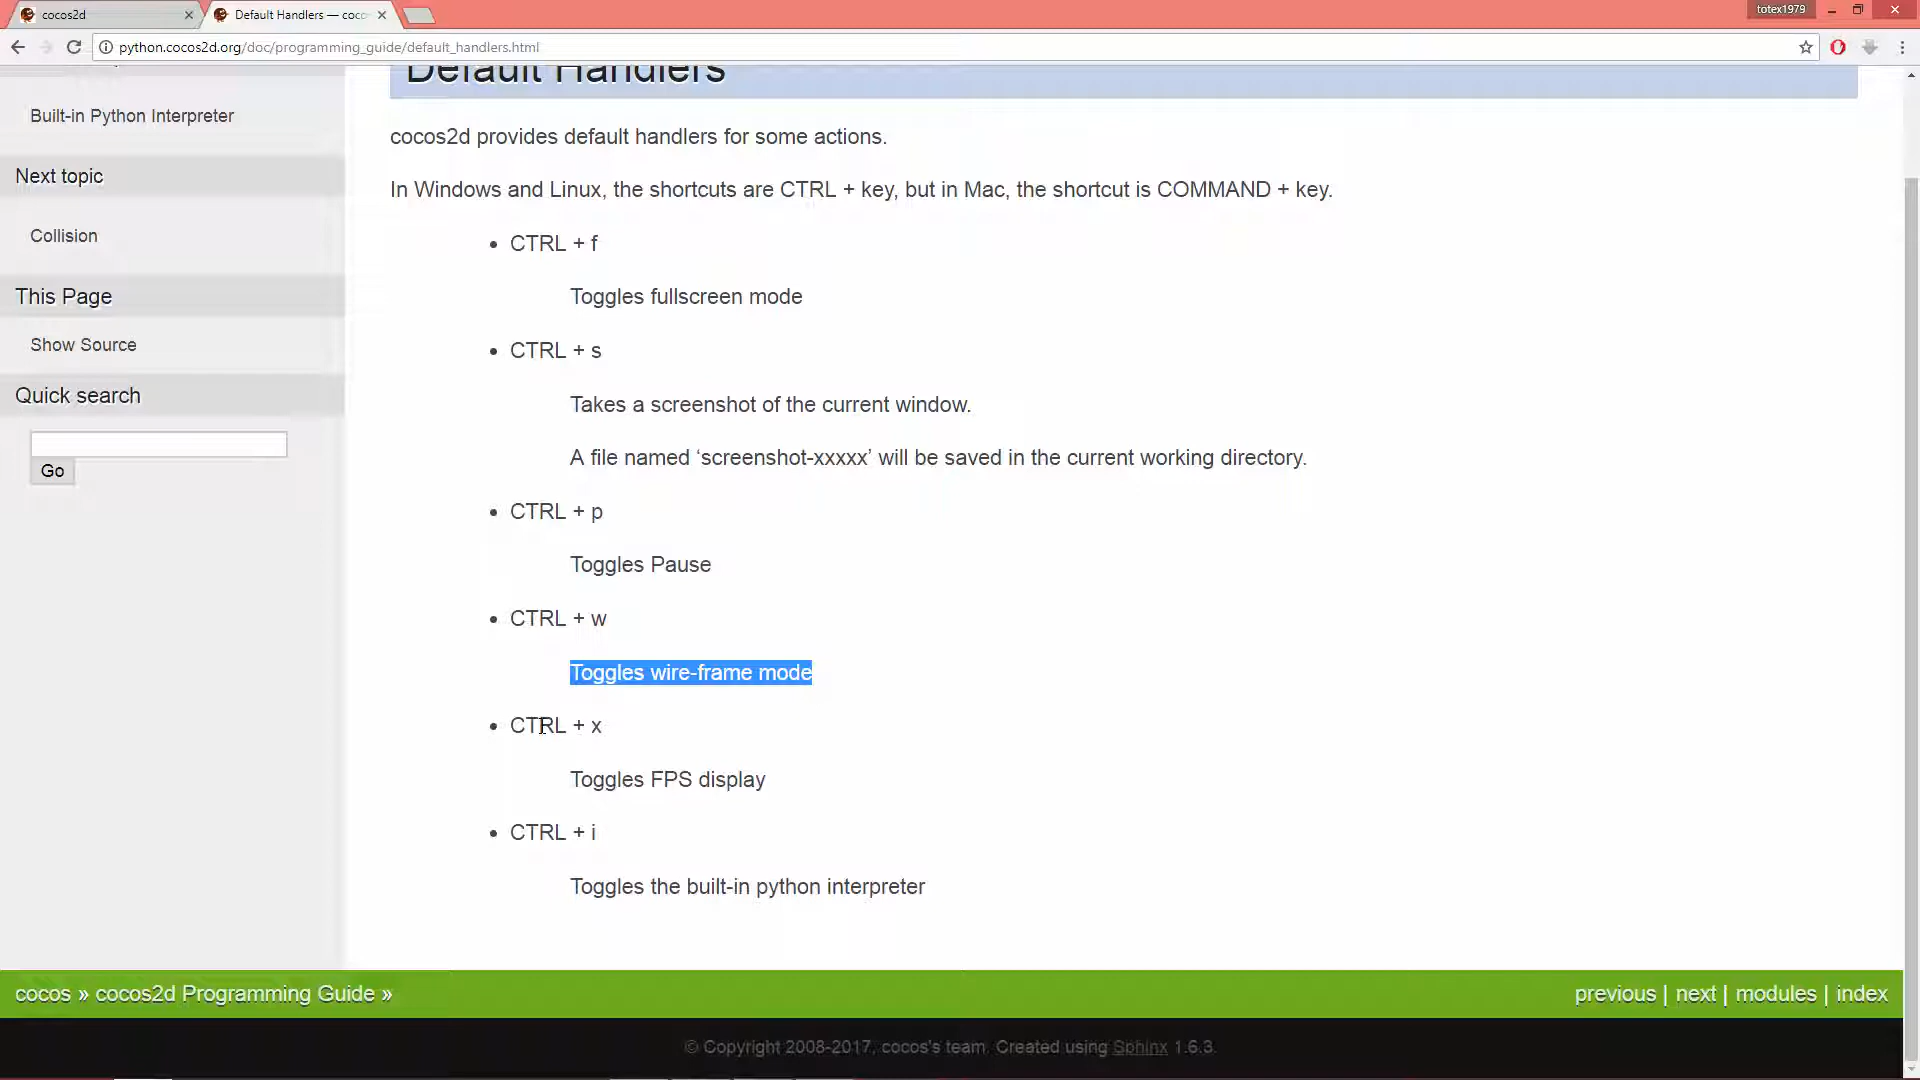 cocos2d
Default Handlers — coco
totex1979
python.cocos2d.org/doc/programming_guide/default_handlers.html
Default Handlers
Built-in Python Interpreter
Next topic
Collision
This Page
Show Source
Quick search
Go
cocos2d provides default handlers for some actions.
In Windows and Linux, the shortcuts are CTRL + key, but in Mac, the shortcut is COMMAND + key.
• CTRL + f
Toggles fullscreen mode
• CTRL + s
Takes a screenshot of the current window.
A file named ‘screenshot-xxxxx’ will be saved in the current working directory.
• CTRL + p
Toggles Pause
• CTRL + w
Toggles wire-frame mode
• CTRL + x
Toggles FPS display
• CTRL + i
Toggles the built-in python interpreter
cocos » cocos2d Programming Guide »
previous | next | modules | index
© Copyright 2008-2017, cocos's team. Created using Sphinx 1.6.3.